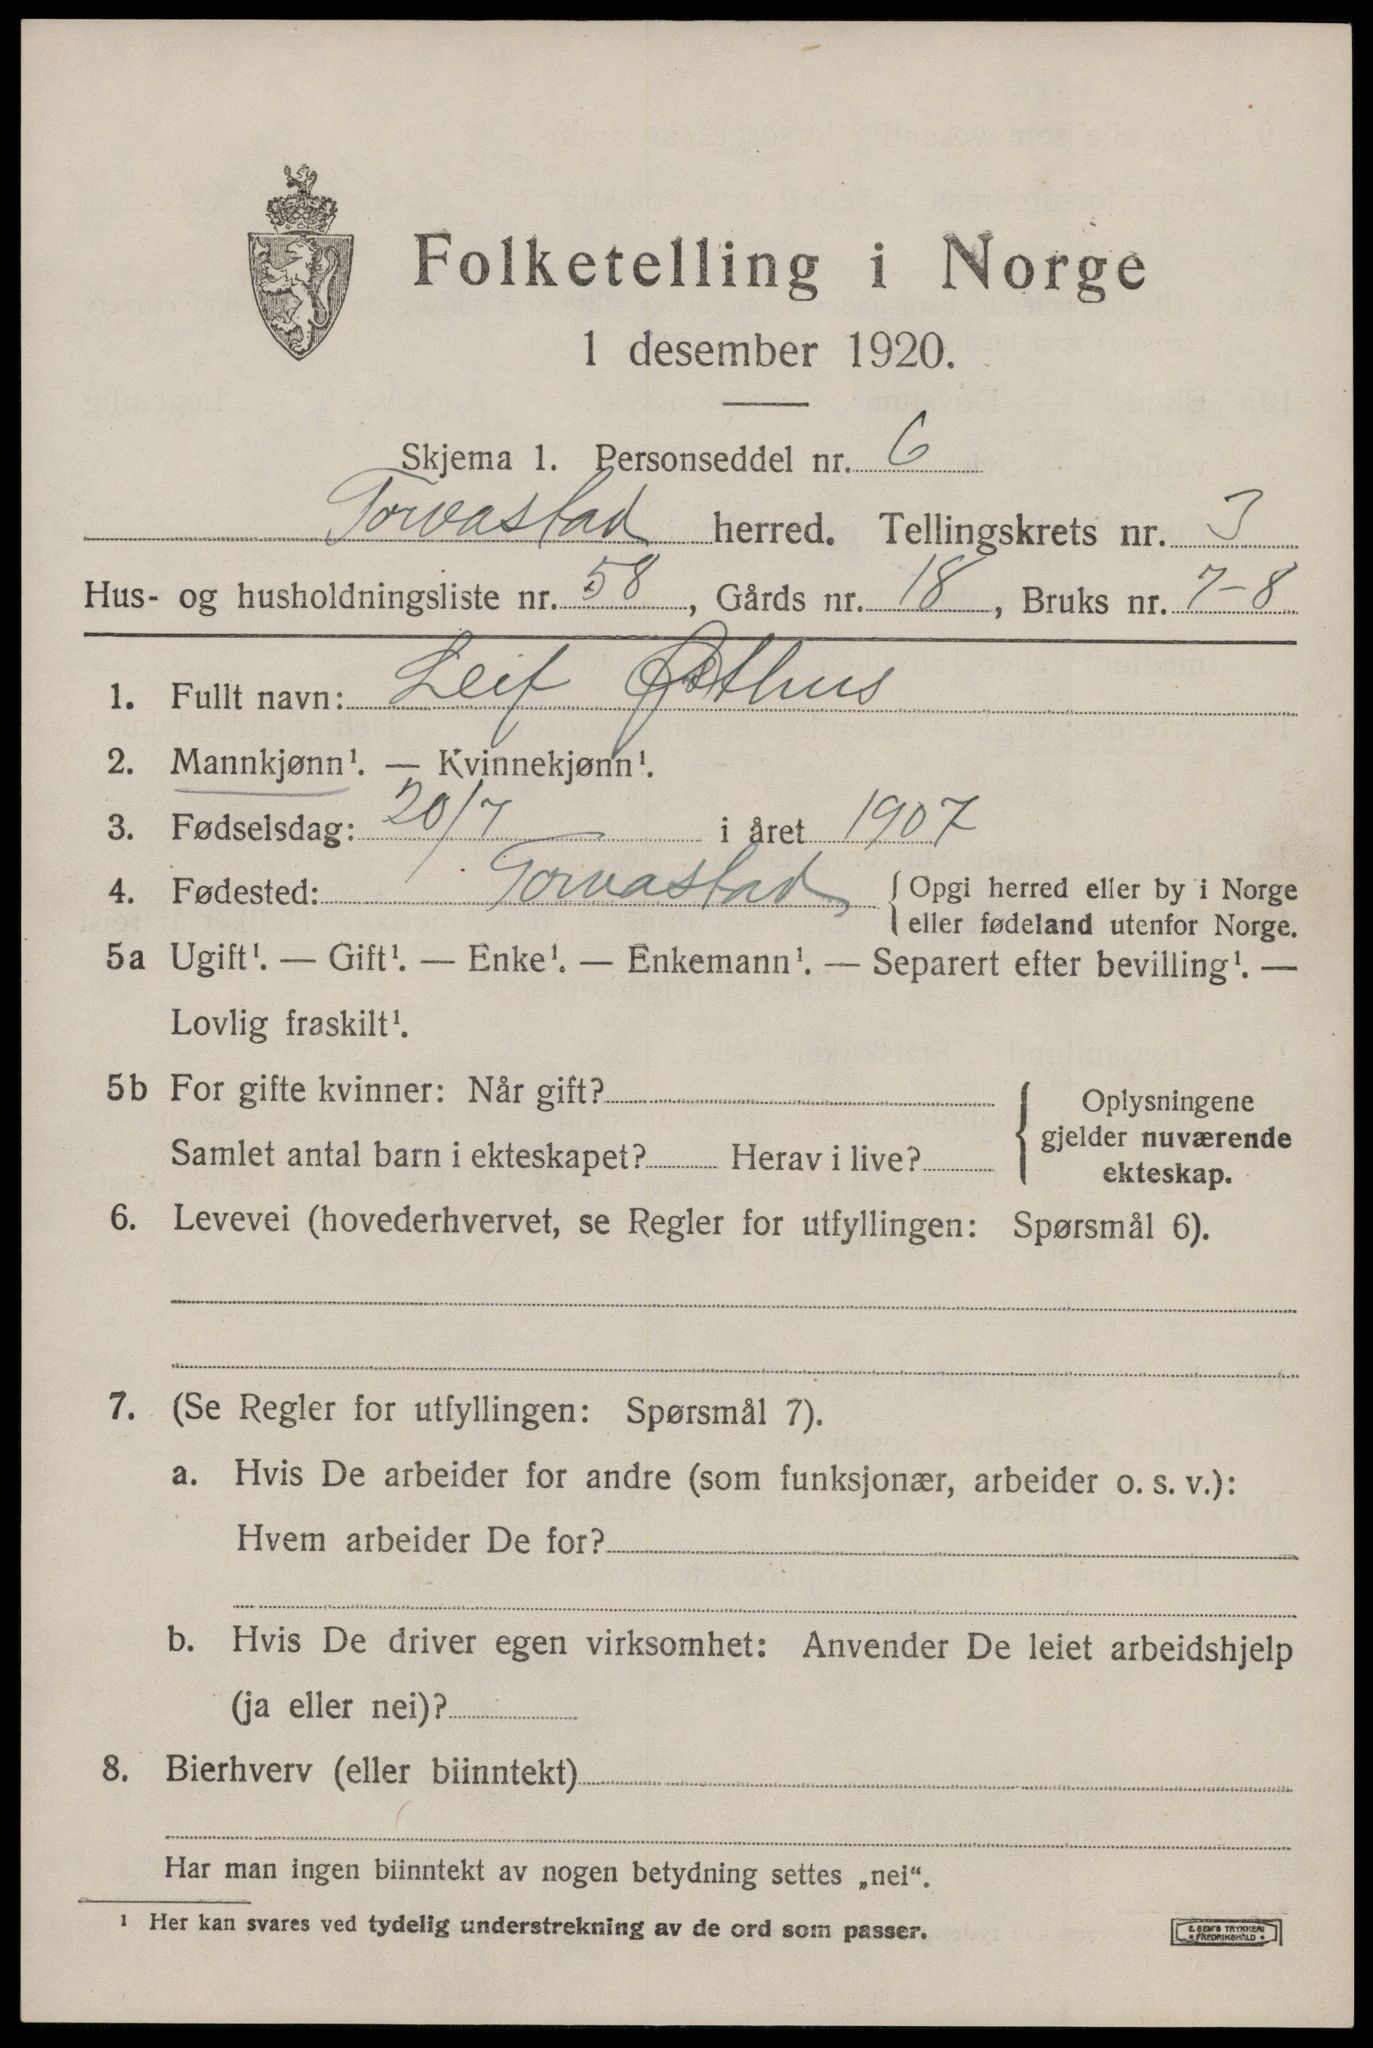 Folketelling i Norge
1 desember 1920.
Skjema 1. Personseddel nr. 6
Torvastad herred. Tellingskrets nr. 3
Hus- og husholdningsliste nr. 58, Gårds nr. 18, Bruks nr. 7-8
1. Fullt navn: Leif Østhus
2. Mannkjønn¹. — Kvinnekjønn¹.
3. Fødselsdag: 20/7 i året 1907
4. Fødested: Torvastad { Opgi herred eller by i Norge
eller fødeland utenfor Norge.
5a Ugift¹. — Gift¹. — Enke¹. — Enkemann¹. — Separert efter bevilling¹. —
Lovlig fraskilt¹.
5b For gifte kvinner: Når gift?
Samlet antal barn i ekteskapet? Herav i live?
Oplysningene
gjelder nuværende
ekteskap.
6. Levevei (hovederhvervet, se Regler for utfyllingen: Spørsmål 6).
7. (Se Regler for utfyllingen: Spørsmål 7).
a. Hvis De arbeider for andre (som funksjonær, arbeider o. s. v.):
Hvem arbeider De for?
b. Hvis De driver egen virksomhet: Anvender De leiet arbeidshjelp
(ja eller nei)?
8. Bierhverv (eller biinntekt)
Har man ingen biinntekt av nogen betydning settes „nei“.
¹ Her kan svares ved tydelig understrekning av de ord som passer.
E. SEM'S TRYKKERI
FREDRIKSHALD